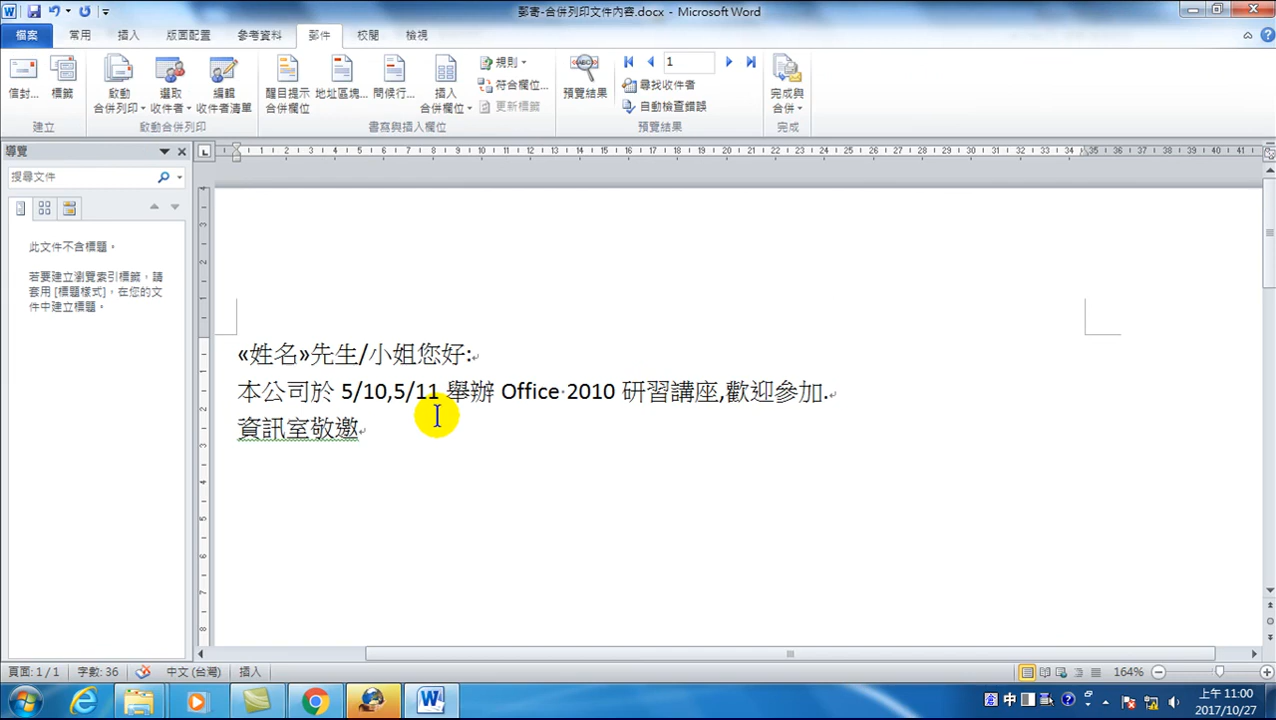 郵寄-合併列印文件內容.docx - Microsoft Word
檔案 常用 插入 版面配置 參考資料 郵件 校閱 檢視
信封... 標籤 啟動合併列印 選取收件者 編輯收件者清單 醒目提示合併欄位 地址區塊... 問候行... 插入合併欄位 規則 符合欄位... 更新標籤 預覽結果 1 尋找收件者 自動檢查錯誤 完成與合併
建立 啟動合併列印 書寫與插入欄位 預覽結果 完成
導覽
搜尋文件
此文件不含標題。
若要建立瀏覽索引標籤，請
套用 [標題樣式]，在您的文
件中建立標題。
«姓名»先生/小姐您好:
本公司於 5/10,5/11 舉辦 Office 2010 研習講座,歡迎參加.
資訊室敬邀
頁面: 1 / 1 字數: 36 中文 (台灣) 插入 164%
中
上午 11:00
2017/10/27